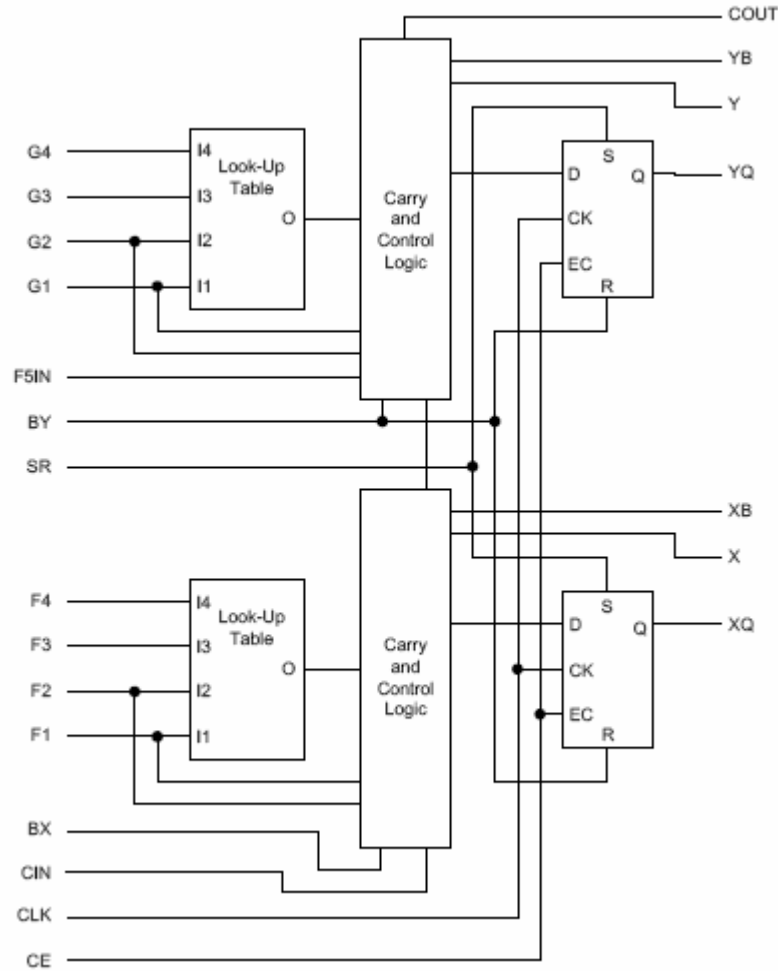 COUT
YB
Y
G4
I4
Look-Up
Table
S
G3
I3
D
Q
YQ
G2
I2
O
Carry
and
Control
Logic
CK
EC
G1
I1
R
F5IN
BY
SR
XB
X
F4
I4
Look-Up
Table
S
F3
I3
D
Q
XQ
F2
I2
O
Carry
and
Control
Logic
CK
EC
F1
I1
R
BX
CIN
CLK
CE